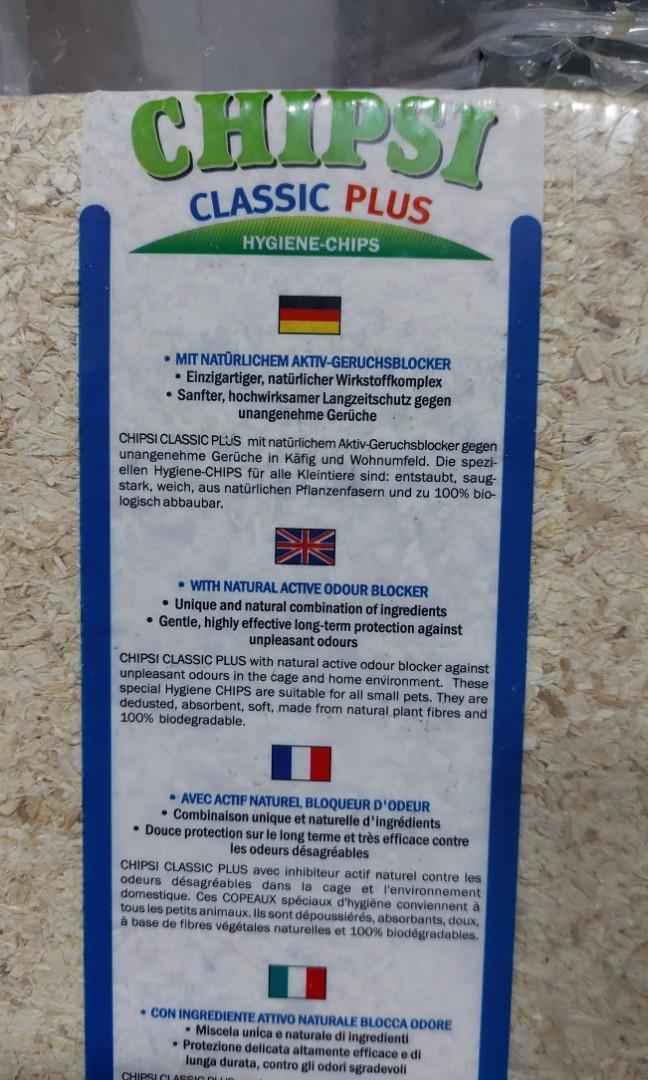 CHIPSI
CLASSIC PLUS
HYGIENE-CHIPS
• MIT NATÜRLICHEM AKTIV-GERUCHSBLOCKER
• Einzigartiger, natürlicher Wirkstoffkomplex
• Sanfter, hochwirksamer Langzeitschutz gegen
unangenehme Gerüche
CHIPSI CLASSIC PLUS mit natürlichem Aktiv-Geruchsblocker gegen
unangenehme Gerüche in Käfig und Wohnumfeld. Die spezi-
ellen Hygiene-CHIPS für alle Kleintiere sind: entstaubt, saug-
stark, weich, aus natürlichen Pflanzenfasern und zu 100% bio-
logisch abbaubar.
• WITH NATURAL ACTIVE ODOUR BLOCKER
• Unique and natural combination of ingredients
• Gentle, highly effective long-term protection against
unpleasant odours
CHIPSI CLASSIC PLUS with natural active odour blocker against
unpleasant odours in the cage and home environment. These
special Hygiene CHIPS are suitable for all small pets. They are
dedusted, absorbent, soft, made from natural plant fibres and
100% biodegradable.
• AVEC ACTIF NATUREL BLOQUEUR D'ODEUR
• Combinaison unique et naturelle d'ingrédients
• Douce protection sur le long terme et très efficace contre
les odeurs désagréables
CHIPSI CLASSIC PLUS avec inhibiteur actif naturel contre les
odeurs désagréables dans la cage et l'environnement
domestique. Ces COPEAUX spéciaux d'hygiène conviennent à
tous les petits animaux. Ils sont dépoussiérés, absorbants, doux,
à base de fibres végétales naturelles et 100% biodégradables.
• CON INGREDIENTE ATTIVO NATURALE BLOCCA ODORE
• Miscela unica e naturale di ingredienti
• Protezione delicata altamente efficace e di
lunga durata, contro gli odori sgradevoli
CHIPSI CLASSIC PLUS